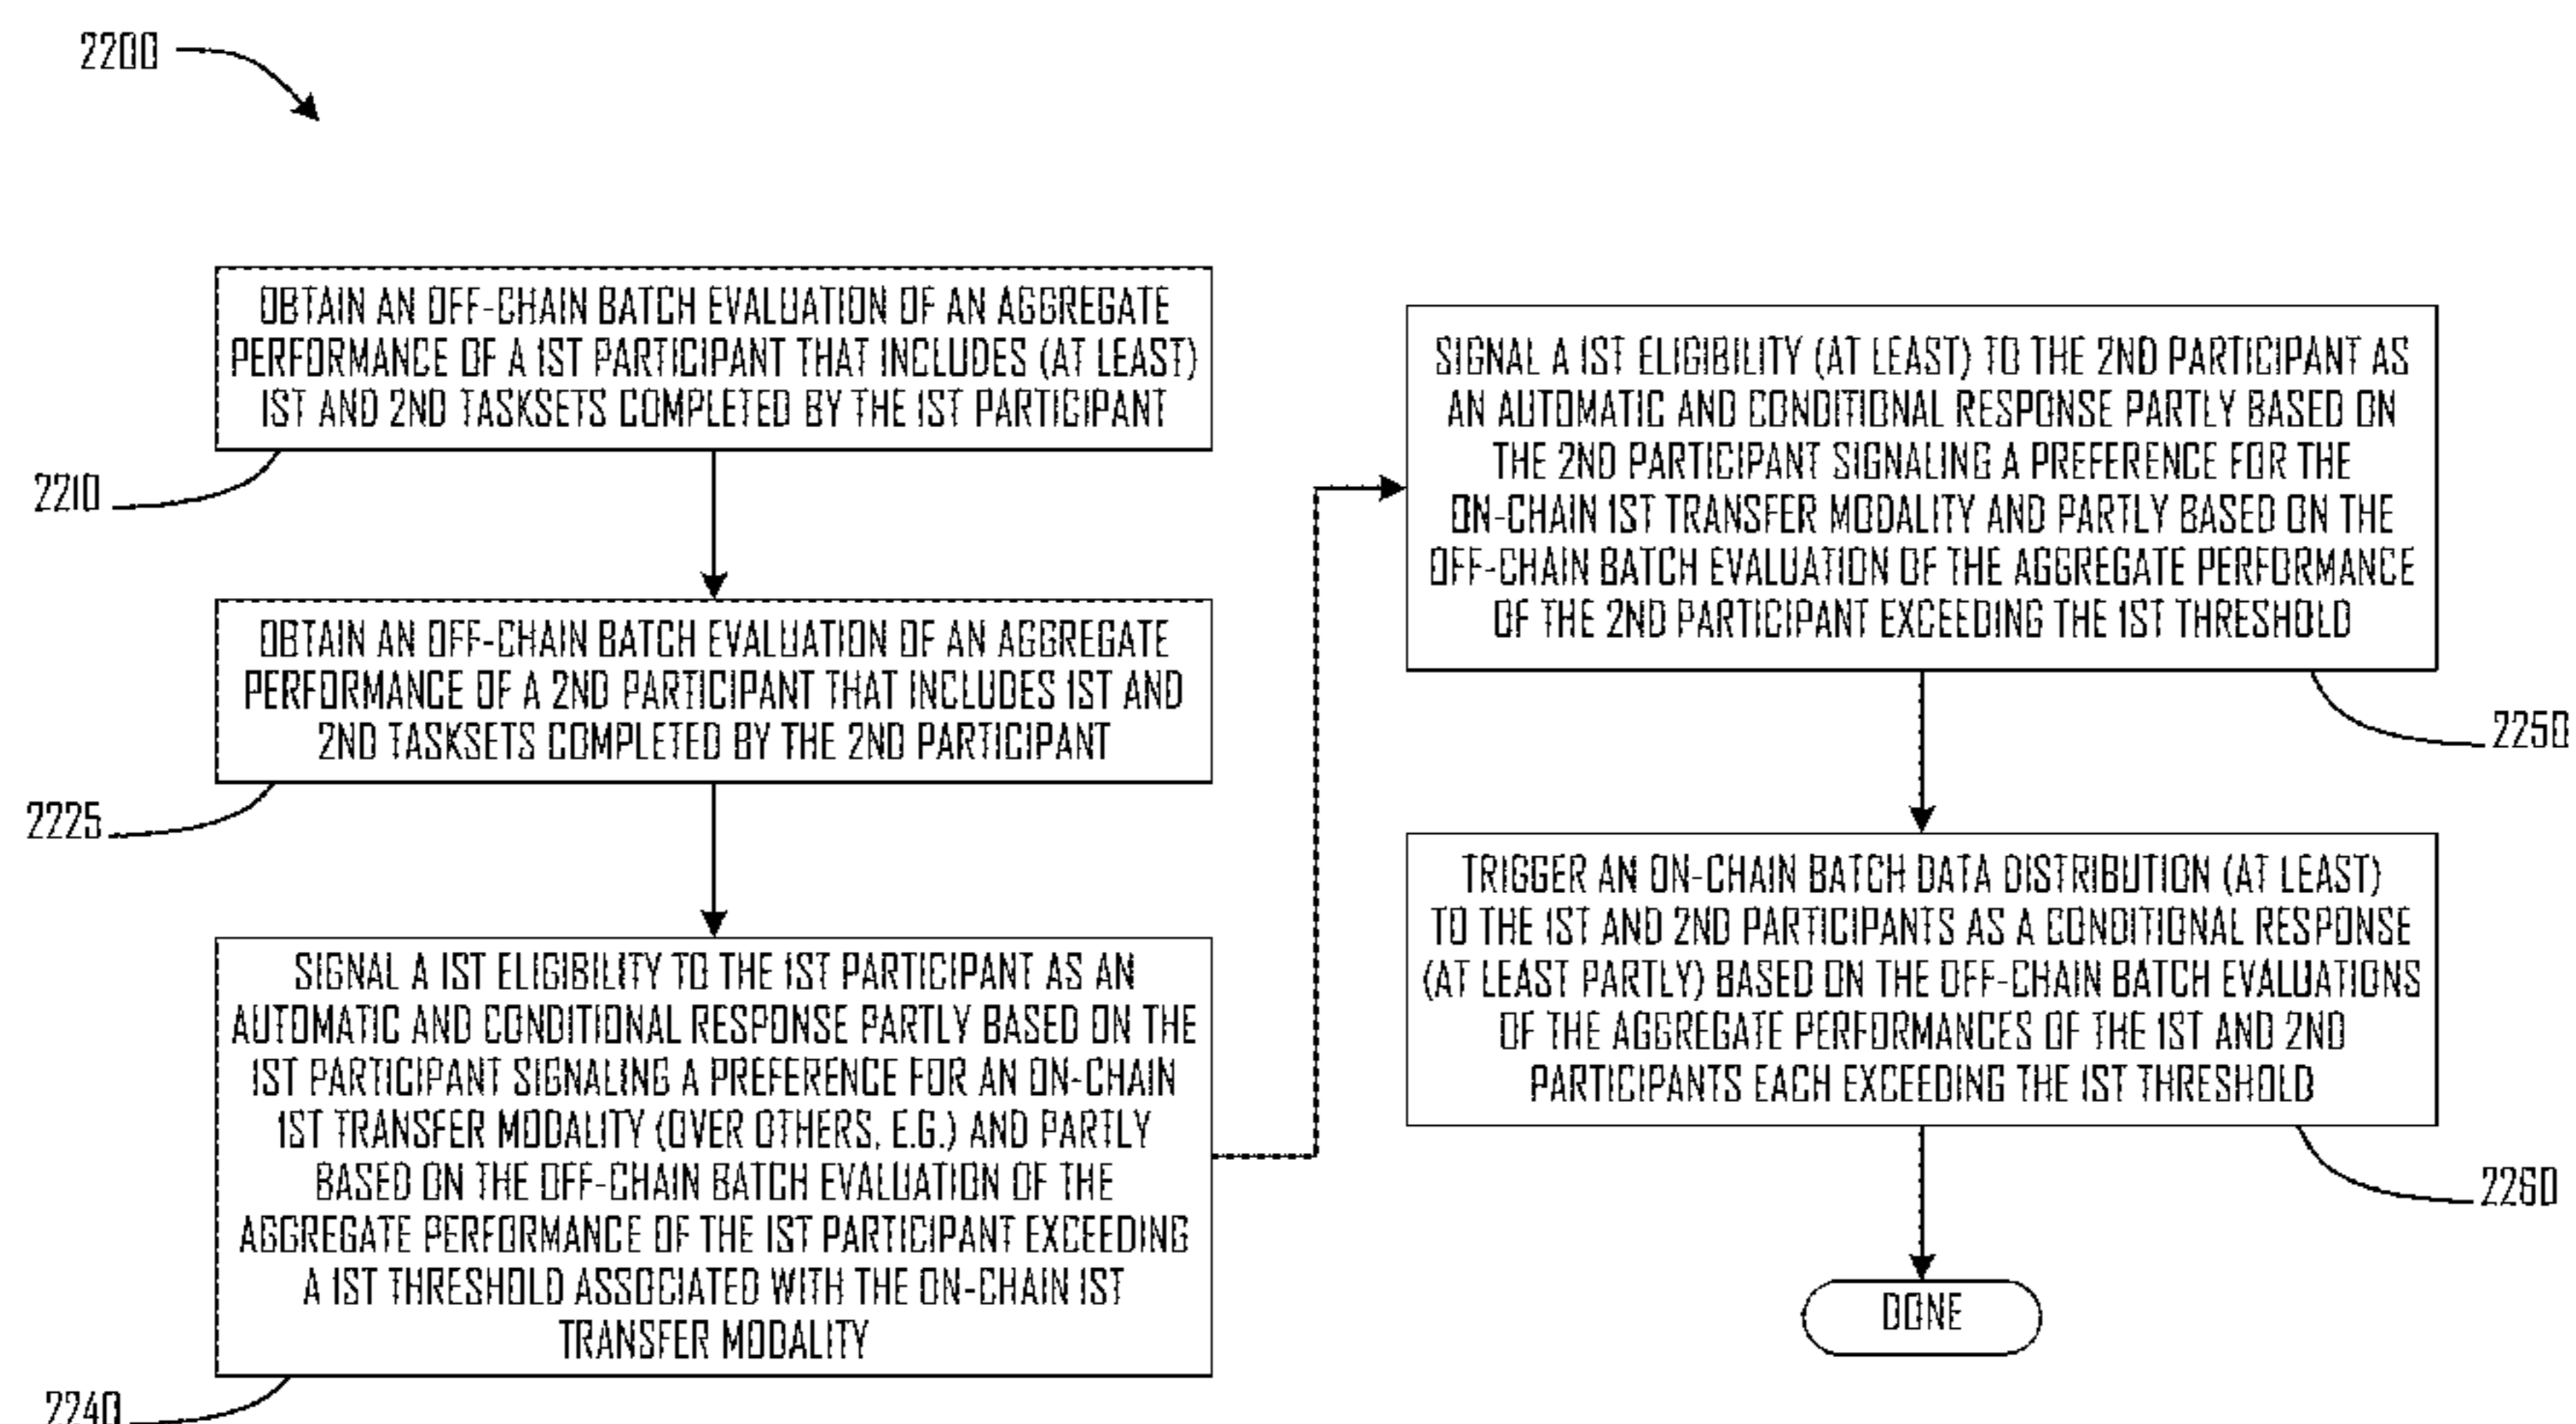 2200
OBTAIN AN OFF-CHAIN BATCH EVALUATION OF AN AGGREGATE
PERFORMANCE OF A 1ST PARTICIPANT THAT INCLUDES (AT LEAST)
1ST AND 2ND TASKSETS COMPLETED BY THE 1ST PARTICIPANT
2210
OBTAIN AN OFF-CHAIN BATCH EVALUATION OF AN AGGREGATE
PERFORMANCE OF A 2ND PARTICIPANT THAT INCLUDES 1ST AND
2ND TASKSETS COMPLETED BY THE 2ND PARTICIPANT
2225
SIGNAL A 1ST ELIGIBILITY TO THE 1ST PARTICIPANT AS AN
AUTOMATIC AND CONDITIONAL RESPONSE PARTLY BASED ON THE
1ST PARTICIPANT SIGNALING A PREFERENCE FOR AN ON-CHAIN
1ST TRANSFER MODALITY (OVER OTHERS, E.G.) AND PARTLY
BASED ON THE OFF-CHAIN BATCH EVALUATION OF THE
AGGREGATE PERFORMANCE OF THE 1ST PARTICIPANT EXCEEDING
A 1ST THRESHOLD ASSOCIATED WITH THE ON-CHAIN 1ST
TRANSFER MODALITY
2240
SIGNAL A 1ST ELIGIBILITY (AT LEAST) TO THE 2ND PARTICIPANT AS
AN AUTOMATIC AND CONDITIONAL RESPONSE PARTLY BASED ON
THE 2ND PARTICIPANT SIGNALING A PREFERENCE FOR THE
ON-CHAIN 1ST TRANSFER MODALITY AND PARTLY BASED ON THE
OFF-CHAIN BATCH EVALUATION OF THE AGGREGATE PERFORMANCE
OF THE 2ND PARTICIPANT EXCEEDING THE 1ST THRESHOLD
2250
TRIGGER AN ON-CHAIN BATCH DATA DISTRIBUTION (AT LEAST)
TO THE 1ST AND 2ND PARTICIPANTS AS A CONDITIONAL RESPONSE
(AT LEAST PARTLY) BASED ON THE OFF-CHAIN BATCH EVALUATIONS
OF THE AGGREGATE PERFORMANCES OF THE 1ST AND 2ND
PARTICIPANTS EACH EXCEEDING THE 1ST THRESHOLD
2260
DONE